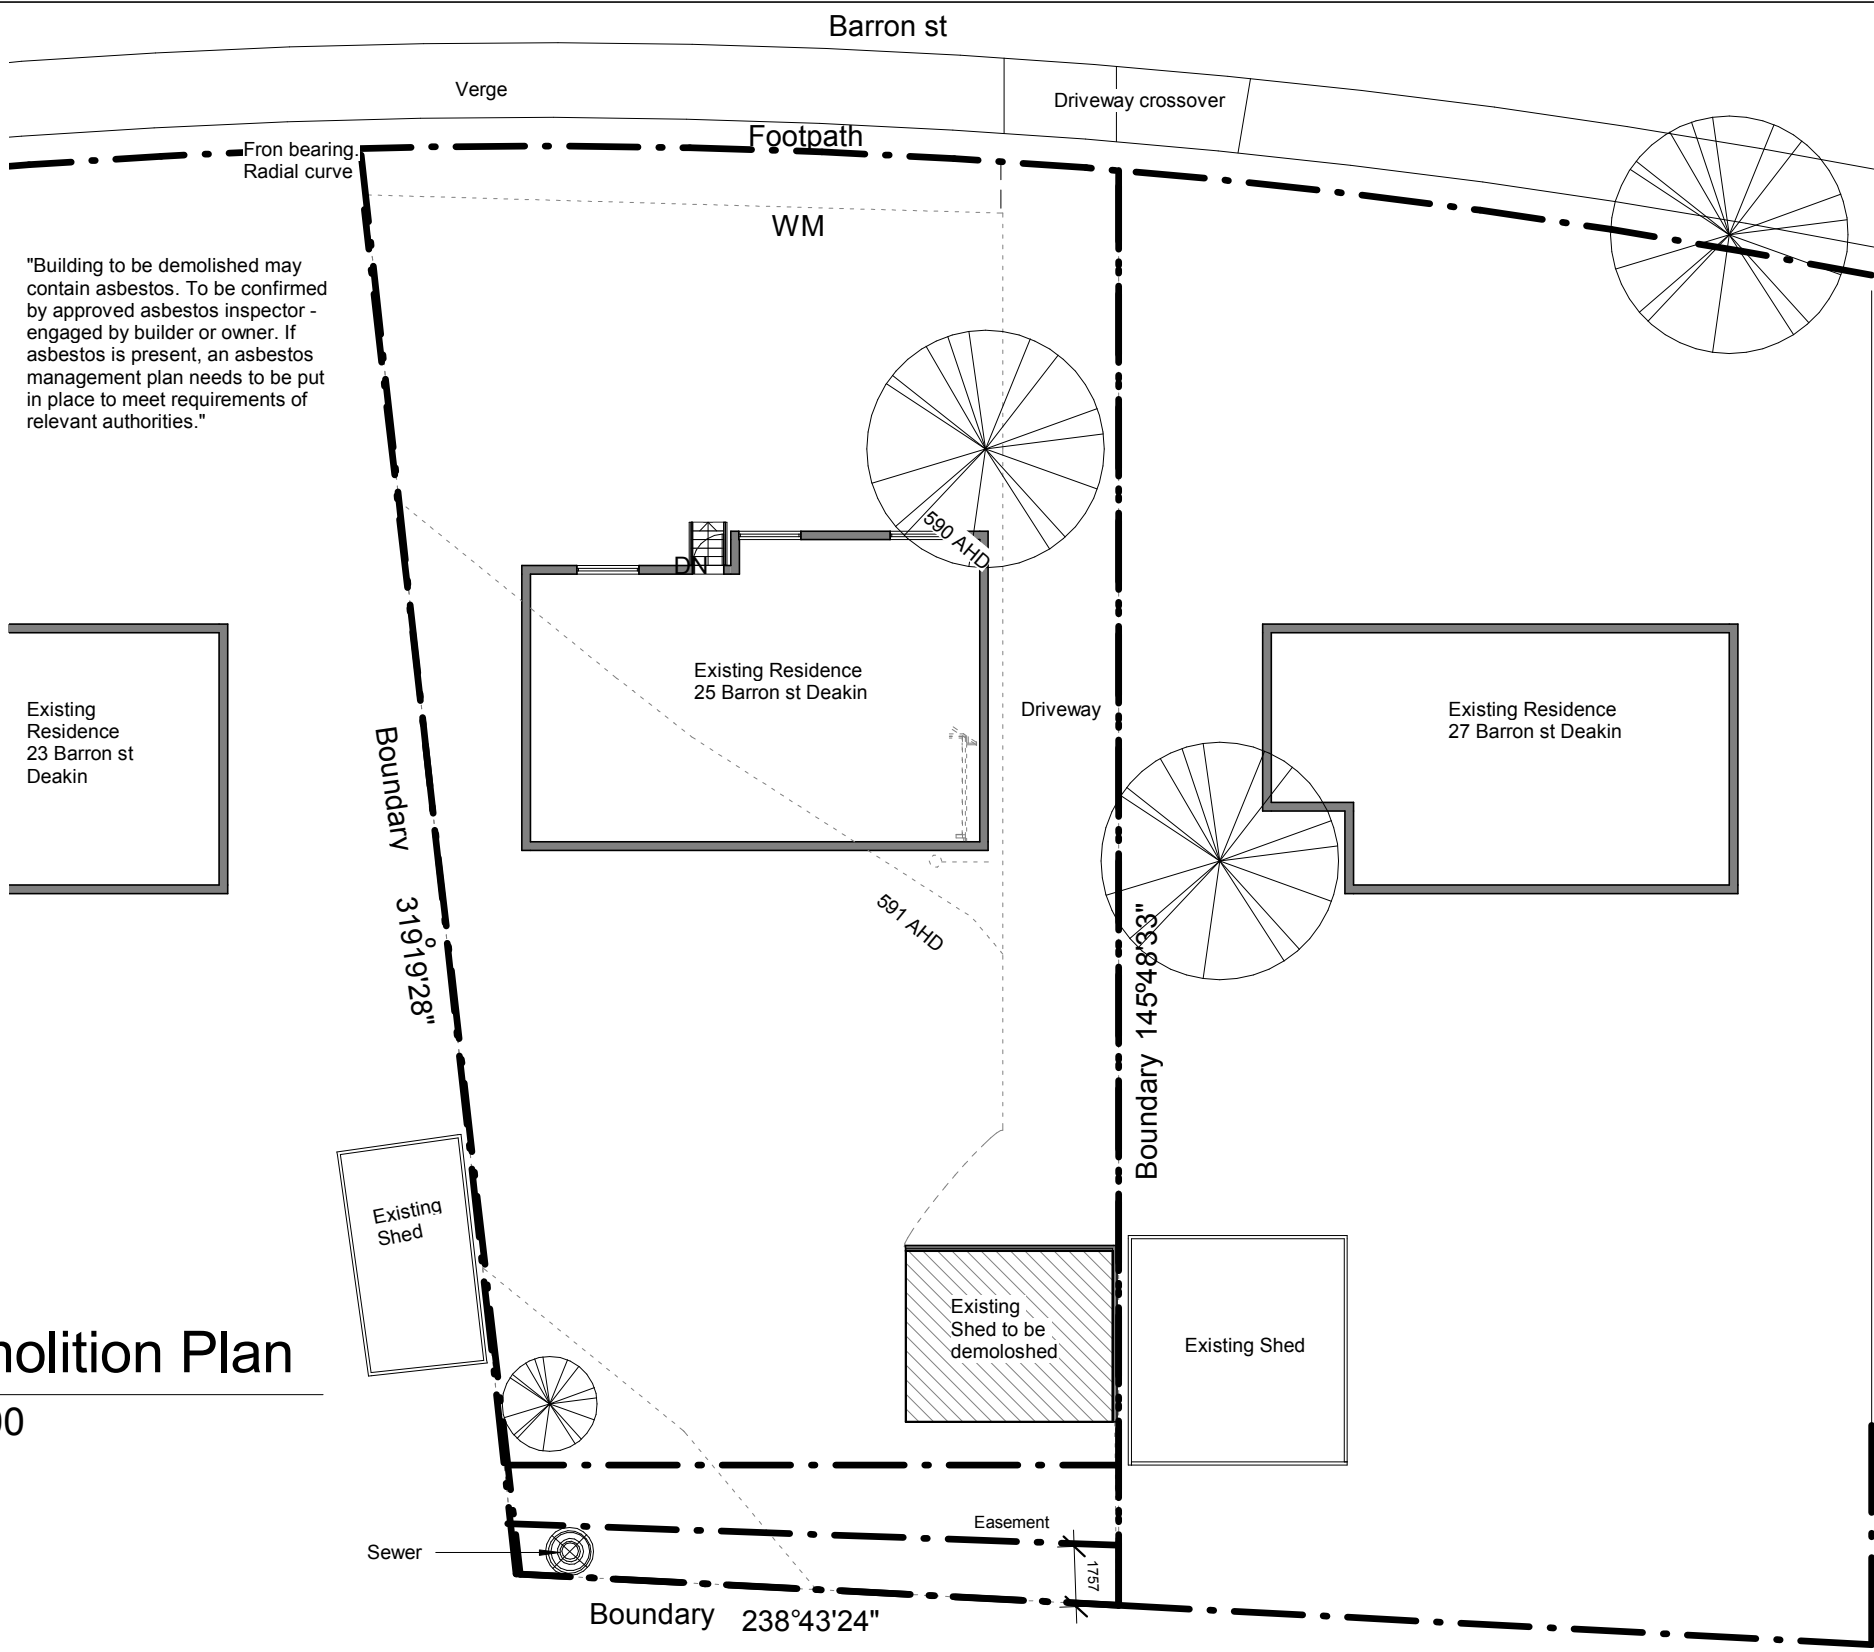 Barron st
Verge
Driveway crossover
Footpath
Fron bearing.
Radial curve
WM
"Building to be demolished may
contain asbestos. To be confirmed
by approved asbestos inspector -
engaged by builder or owner. If
asbestos is present, an asbestos
management plan needs to be put
in place to meet requirements of
relevant authorities."
590 AHD
DN
Existing Residence
25 Barron st Deakin
Driveway
Existing
Residence
23 Barron st
Deakin
Existing Residence
27 Barron st Deakin
Boundary 319°19'28"
591 AHD
Boundary 145°48'33"
Existing
Shed
Existing
Shed to be
demoloshed
Existing Shed
molition Plan
00
Easement
Sewer
1757
Boundary 238°43'24"